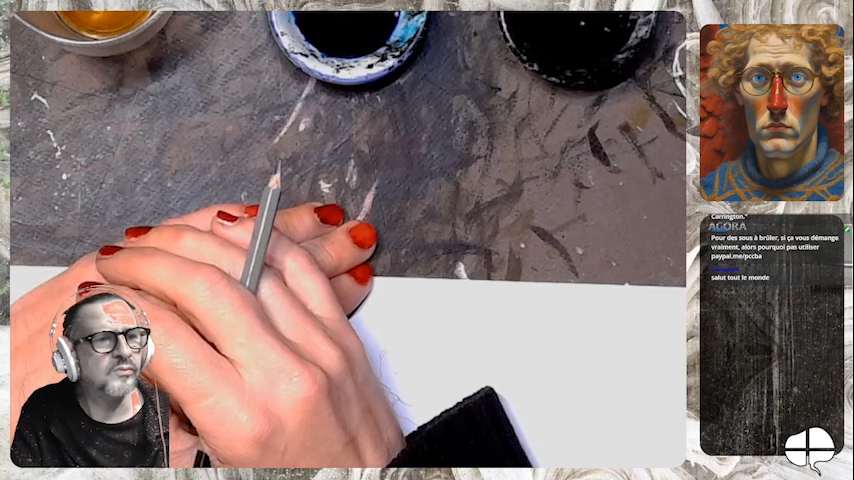 Carrington."
AGORA
Pour des sous à brûler, si ça vous démange
vraiment, alors pourquoi pas utiliser
paypal.me/pccba
salut tout le monde